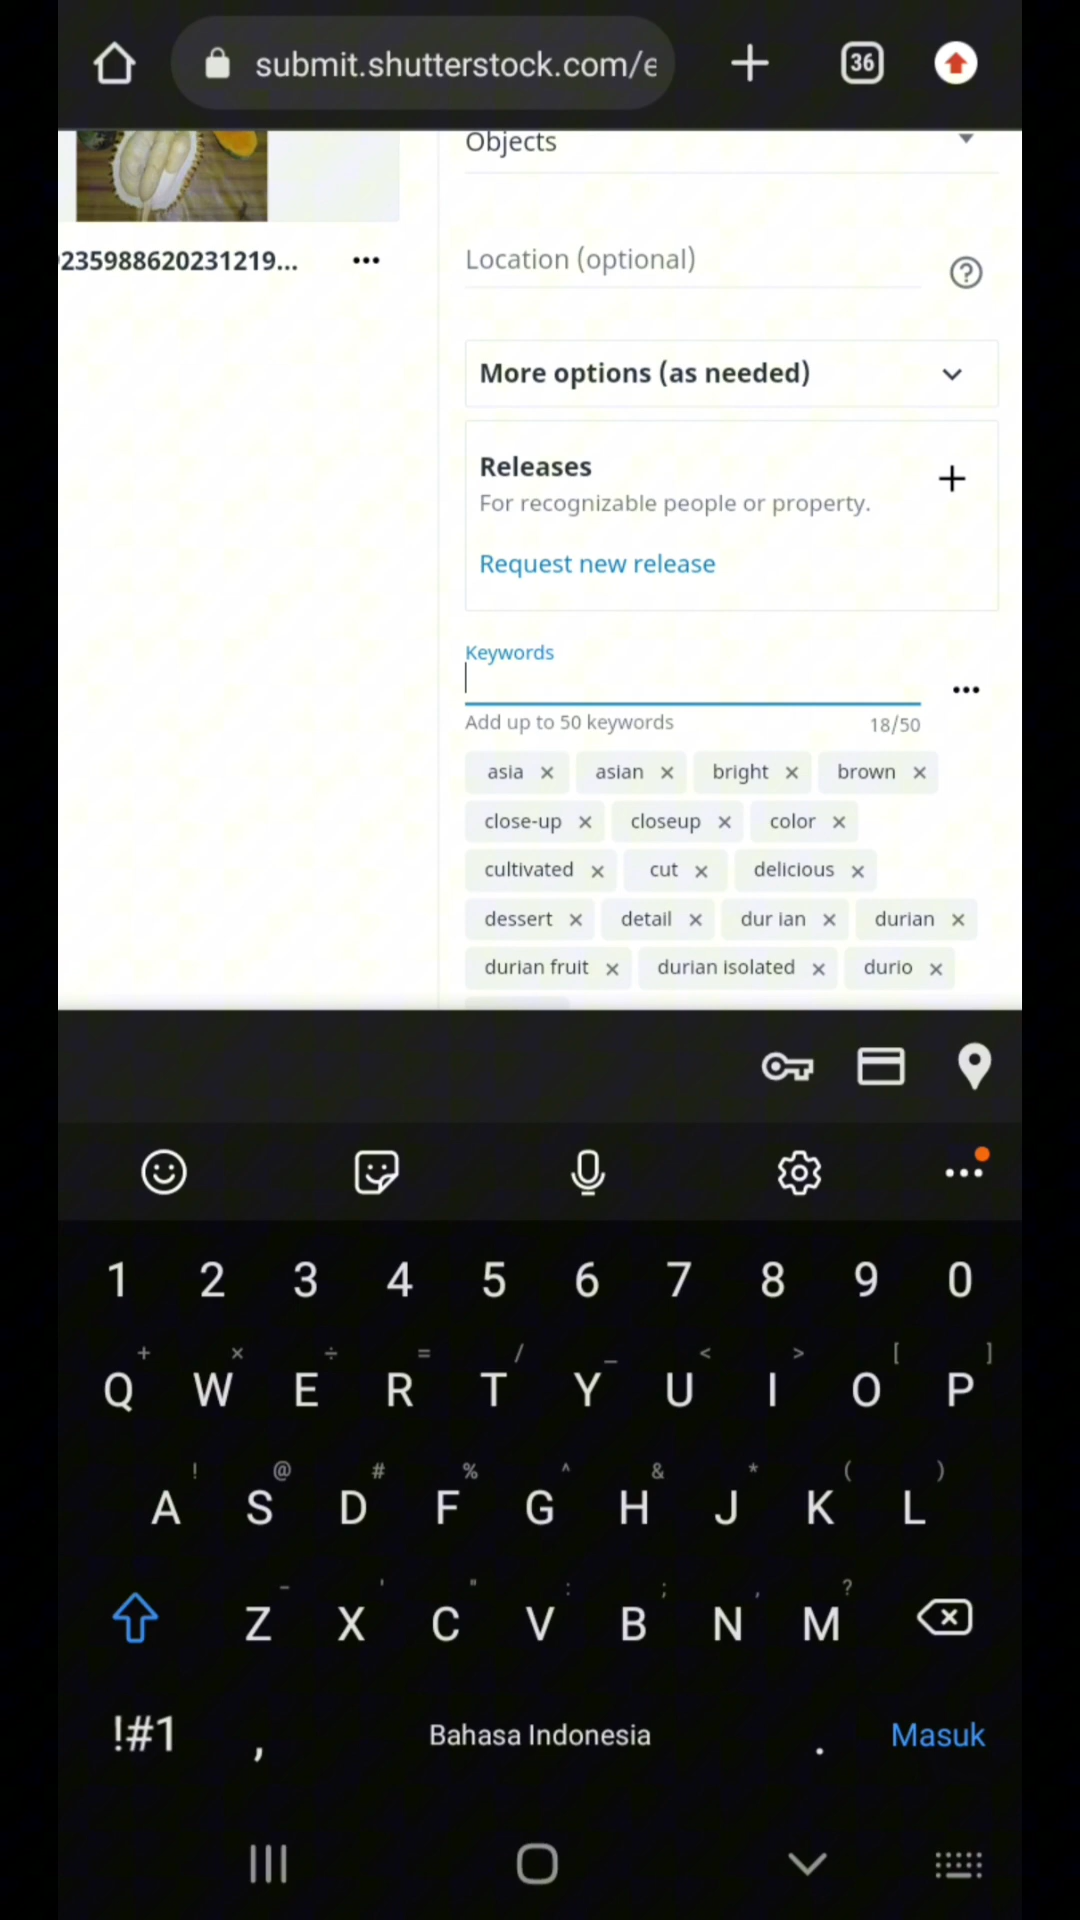 submit.shutterstock.com/e
36
Objects
Location (optional)
235988620231219...
More options (as needed)
Releases
For recognizable people or property.
Request new release
Keywords
Add up to 50 keywords 18/50
asia × asian × bright × brown ×
close-up × closeup × color ×
cultivated × cut × delicious ×
dessert × detail × dur ian × durian ×
durian fruit × durian isolated × durio ×
1 2 3 4 5 6 7 8 9 0
+ × ÷ = / _ < > [ ]
Q W E R T Y U I O P
! @ # % ^ & * ( )
A S D F G H J K L
- ' " : ; , ?
Z X C V B N M
!#1 , Bahasa Indonesia . Masuk